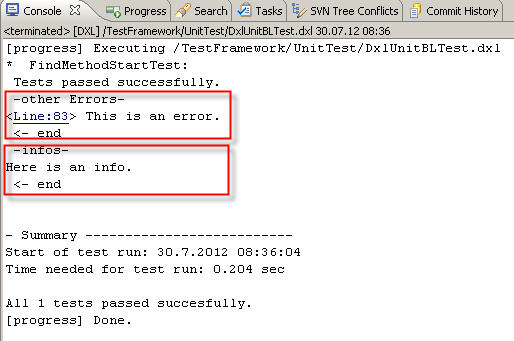 Console Progress Search Tasks SVN Tree Conflicts Commit History
<terminated> [DXL] /TestFramework/UnitTest/DxlUnitBLTest.dxl 30.07.12 08:36
[progress] Executing /TestFramework/UnitTest/DxlUnitBLTest.dxl
*  FindMethodStartTest:
Tests passed successfully.
-other Errors-
<Line:83> This is an error.
<- end
-infos-
Here is an info.
<- end
- Summary --------------------------
Start of test run: 30.7.2012 08:36:04
Time needed for test run: 0.204 sec
All 1 tests passed succesfully.
[progress] Done.